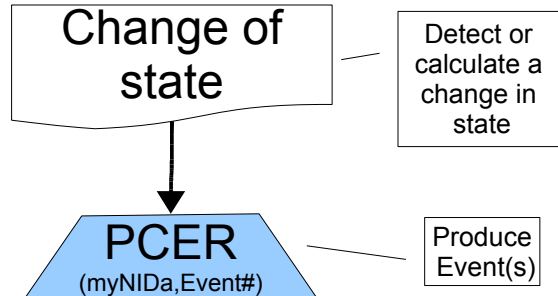 Change of
state
Detect or
calculate a
change in
state
PCER
(myNIDa,Event#)
Produce
Event(s)